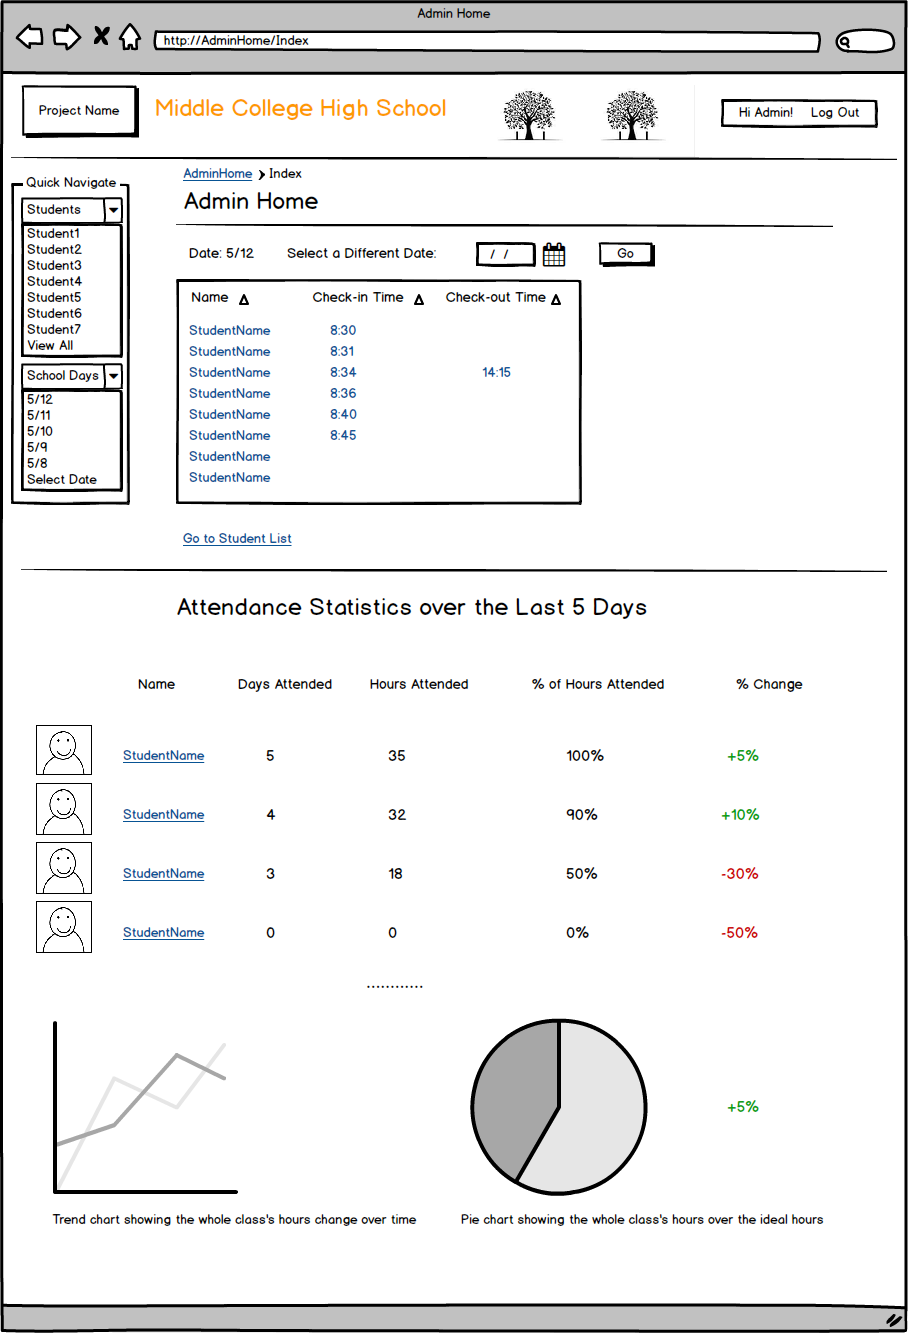 Admin Home
http://AdminHome/Index
Project Name
Middle College High School
Hi Admin! Log Out
Quick Navigate
Students
Student1
Student2
Student3
Student4
Student5
Student6
Student7
View All
School Days
5/12
5/11
5/10
5/9
5/8
Select Date
AdminHome > Index
Admin Home
Date: 5/12 Select a Different Date: / / Go
Name Check-in Time Check-out Time
StudentName 8:30
StudentName 8:31
StudentName 8:34 14:15
StudentName 8:36
StudentName 8:40
StudentName 8:45
StudentName
StudentName
Go to Student List
Attendance Statistics over the Last 5 Days
Name Days Attended Hours Attended % of Hours Attended % Change
StudentName 5 35 100% +5%
StudentName 4 32 90% +10%
StudentName 3 18 50% -30%
StudentName 0 0 0% -50%
............
+5%
Trend chart showing the whole class's hours change over time
Pie chart showing the whole class's hours over the ideal hours